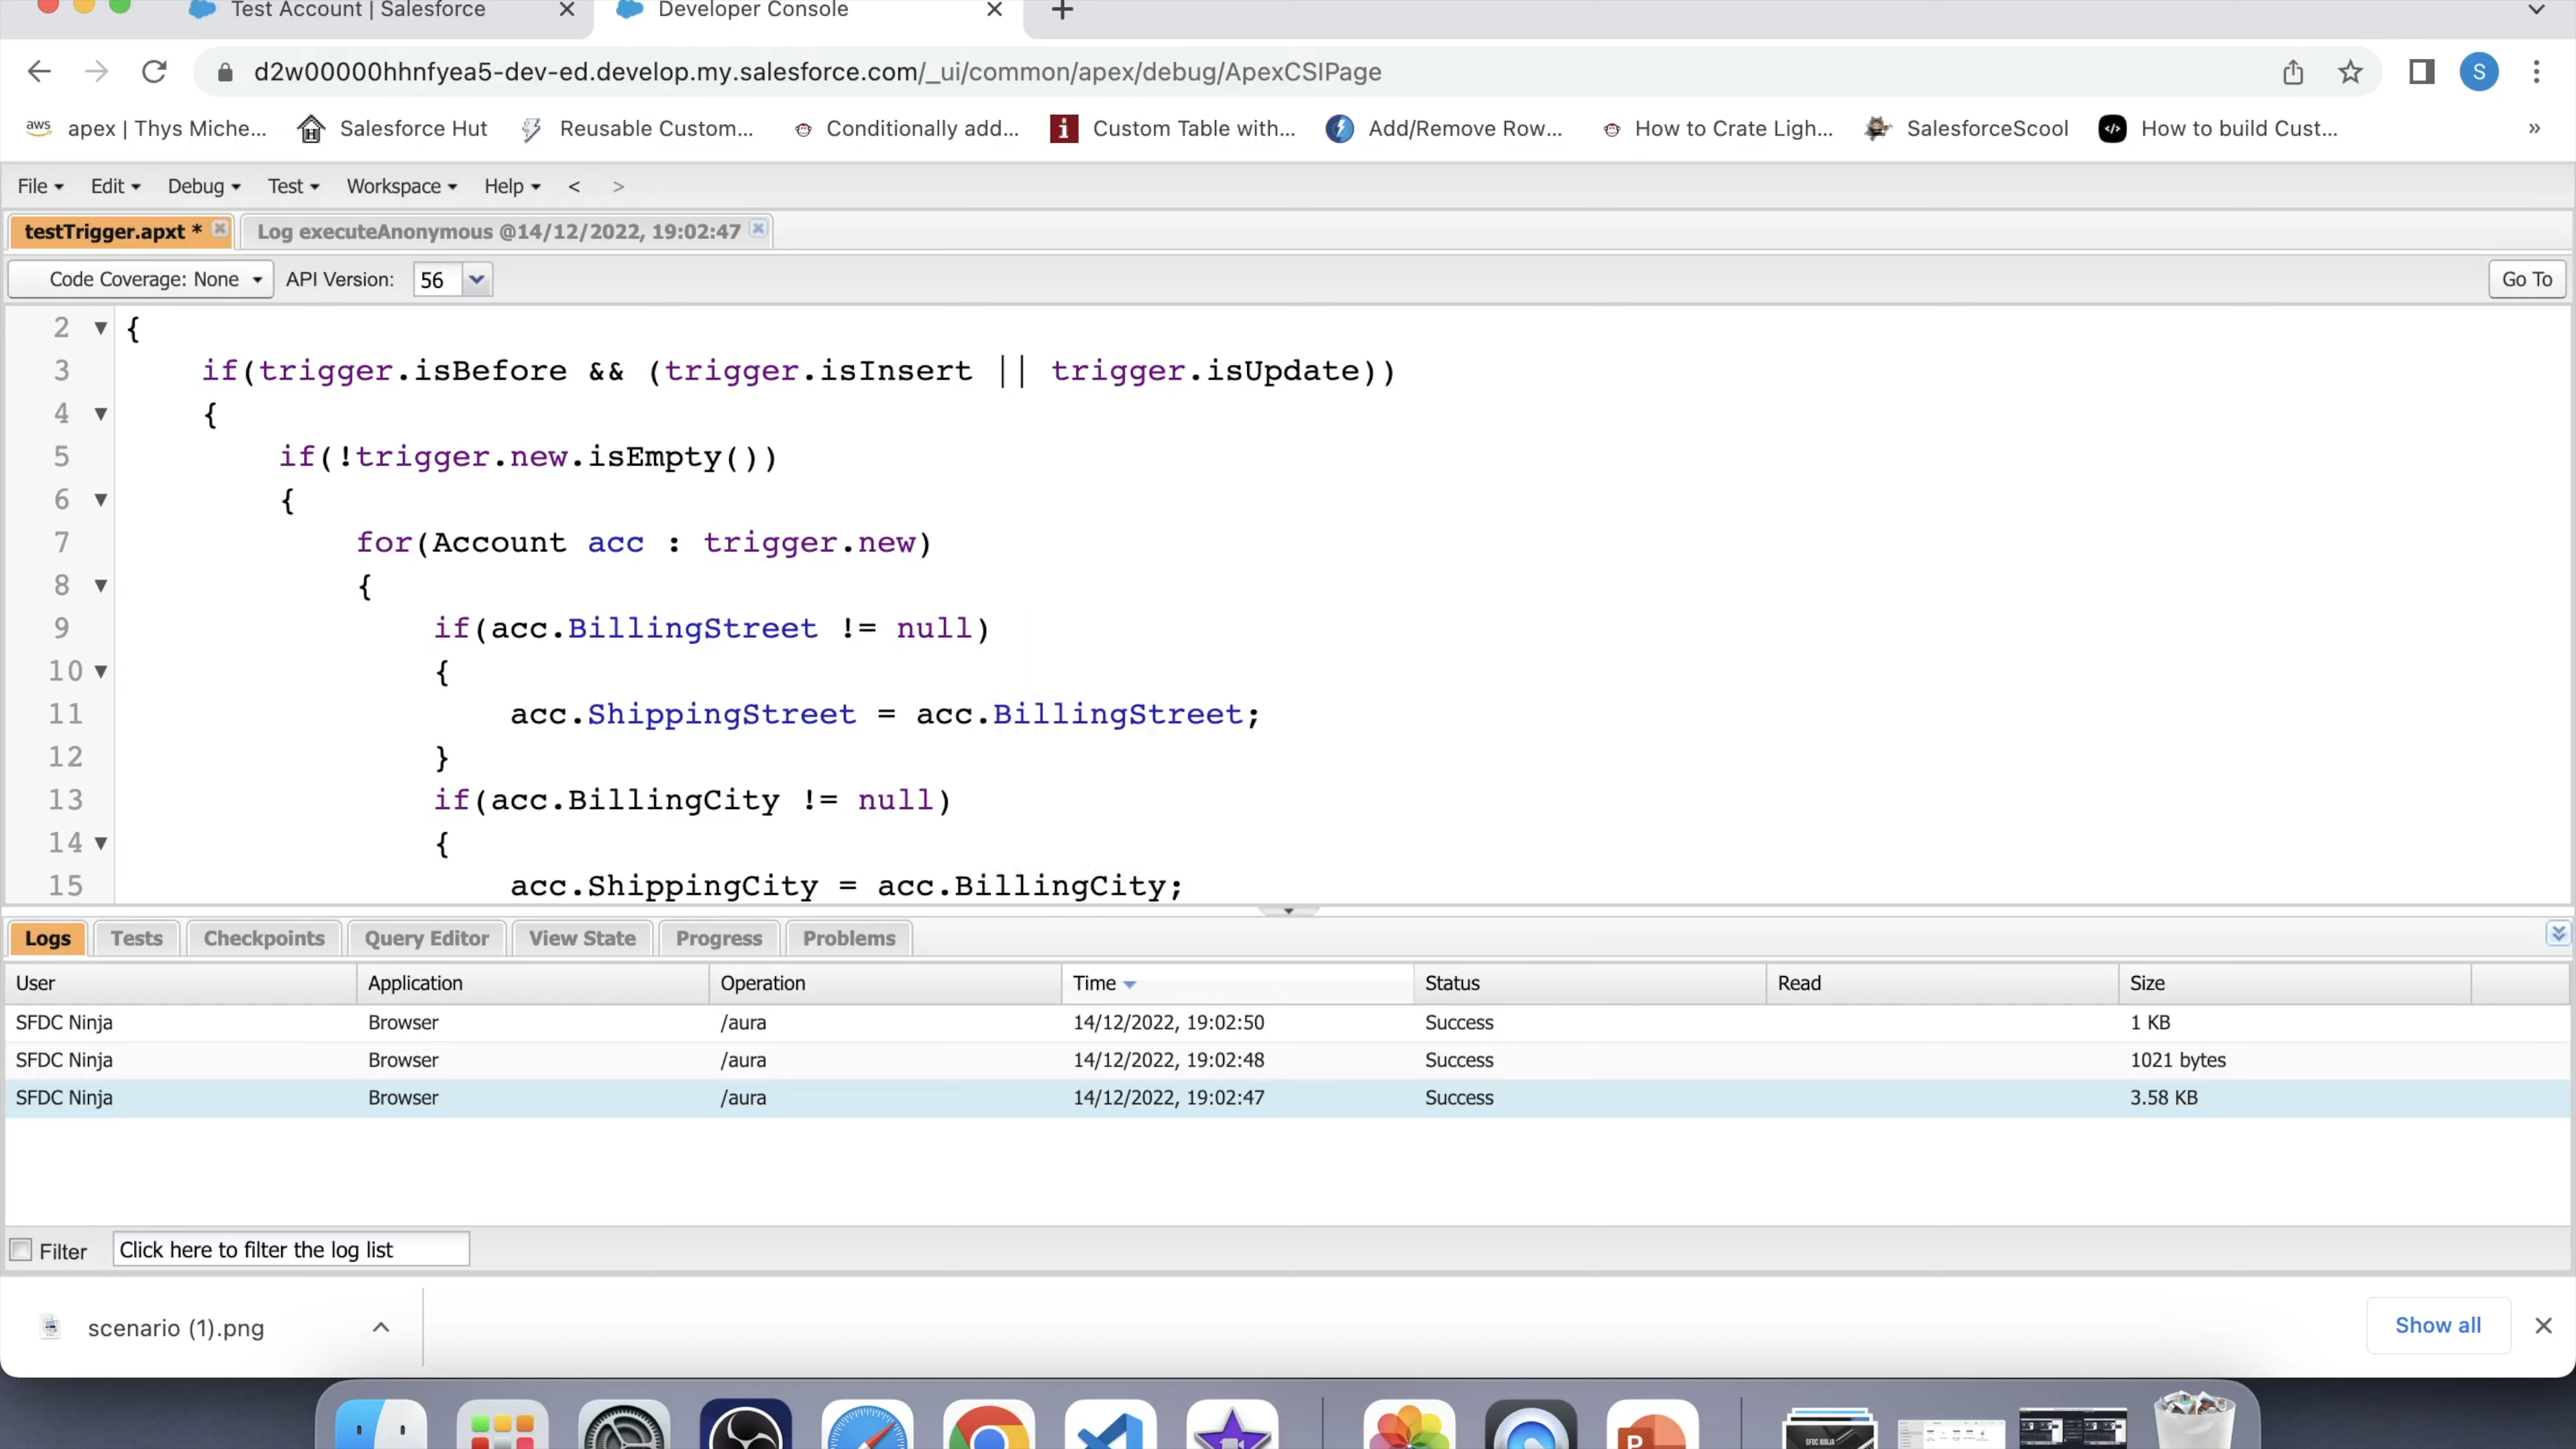 Test Account | Salesforce
Developer Console
d2w00000hhnfyea5-dev-ed.develop.my.salesforce.com/_ui/common/apex/debug/ApexCSIPage
S
aws apex | Thys Miche... Salesforce Hut Reusable Custom... Conditionally add... Custom Table with... Add/Remove Row... How to Crate Ligh... SalesforceScool How to build Cust... »
File Edit Debug Test Workspace Help < >
testTrigger.apxt * Log executeAnonymous @14/12/2022, 19:02:47
Code Coverage: None API Version: 56 Go To
2 {
3 if(trigger.isBefore && (trigger.isInsert || trigger.isUpdate))
4 {
5 if(!trigger.new.isEmpty())
6 {
7 for(Account acc : trigger.new)
8 {
9 if(acc.BillingStreet != null)
10 {
11 acc.ShippingStreet = acc.BillingStreet;
12 }
13 if(acc.BillingCity != null)
14 {
15 acc.ShippingCity = acc.BillingCity;
Logs Tests Checkpoints Query Editor View State Progress Problems
User Application Operation Time Status Read Size
SFDC Ninja Browser /aura 14/12/2022, 19:02:50 Success 1 KB
SFDC Ninja Browser /aura 14/12/2022, 19:02:48 Success 1021 bytes
SFDC Ninja Browser /aura 14/12/2022, 19:02:47 Success 3.58 KB
Filter Click here to filter the log list
scenario (1).png
Show all
P
SFDC NINJA